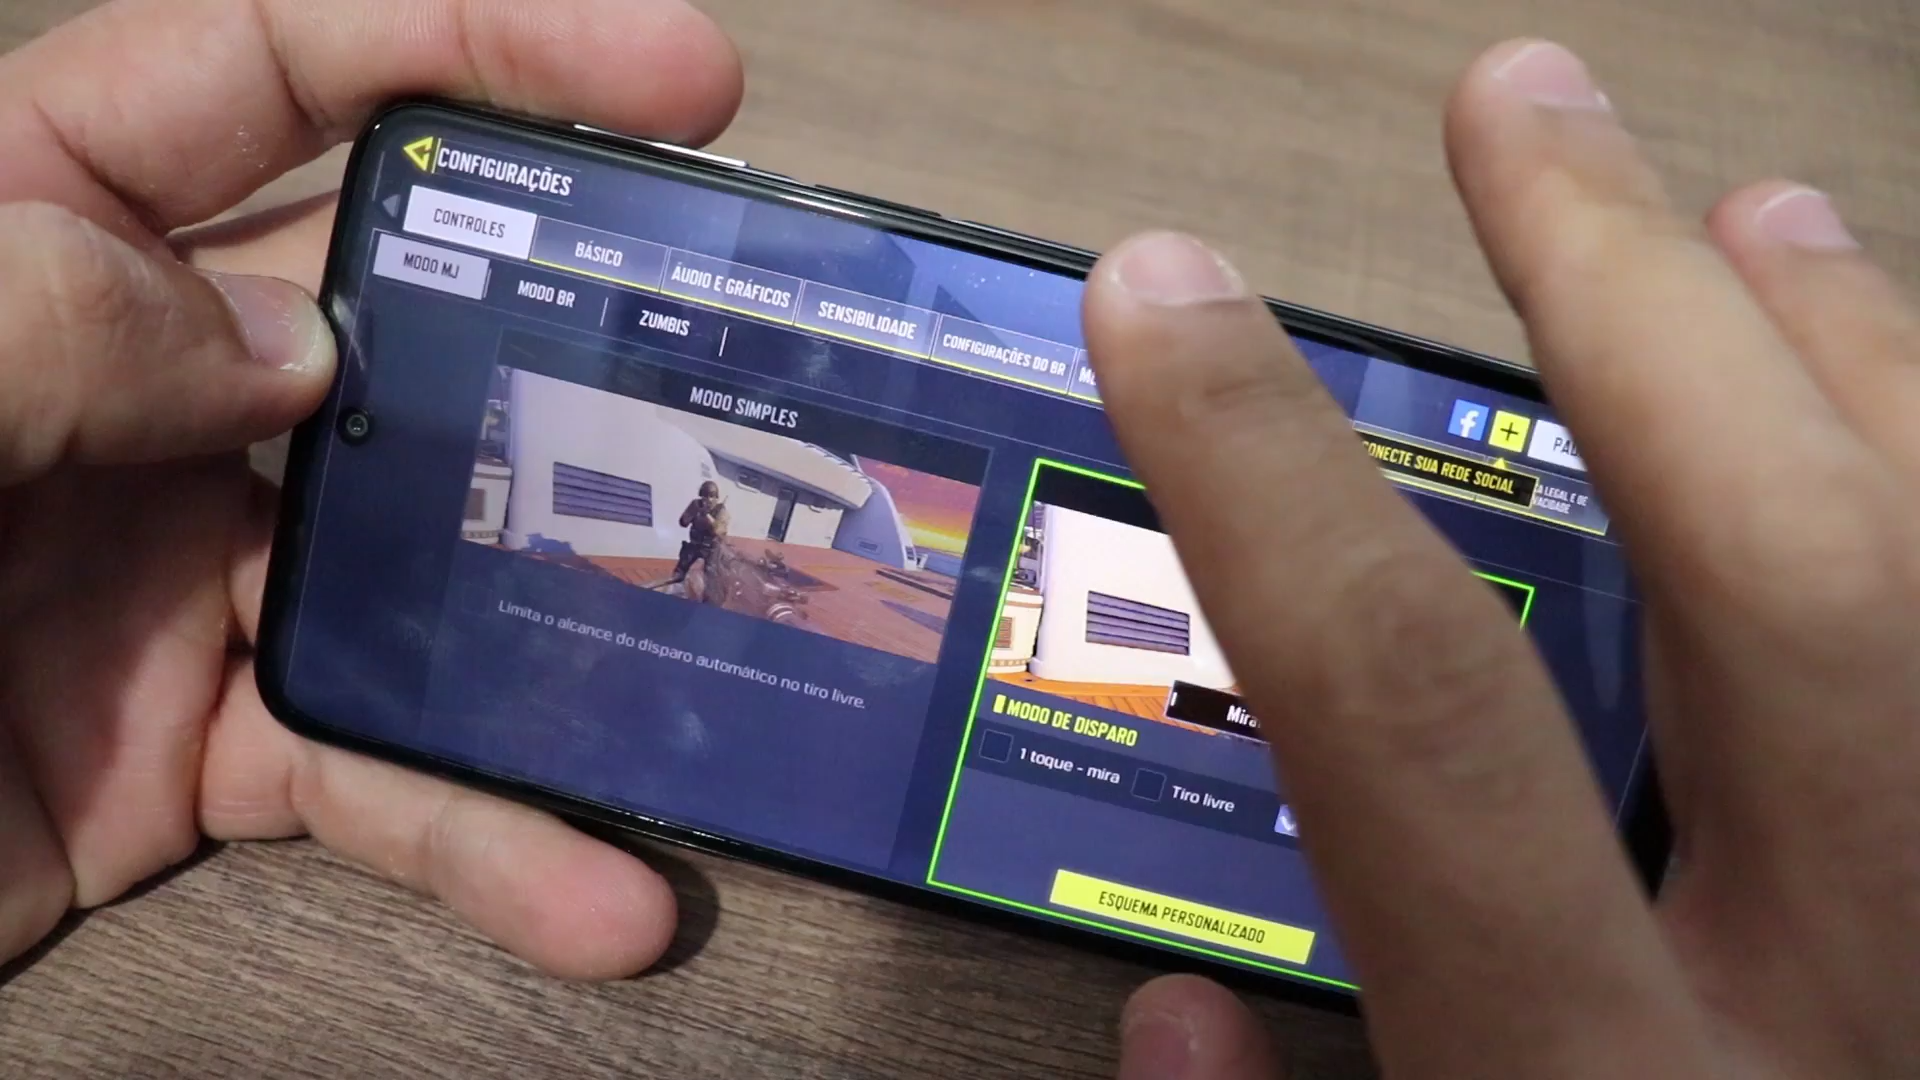 CONFIGURAÇÕES
CONTROLES
BÁSICO
ÁUDIO E GRÁFICOS
SENSIBILIDADE
CONFIGURAÇÕES DO BR
MODO MJ
MODO BR
ZUMBIS
CONECTE SUA REDE SOCIAL
LEGAL E DE
MODO SIMPLES
Limita o alcance do disparo automático no tiro livre.
MODO DE DISPARO
1 toque - mira
Tiro livre
ESQUEMA PERSONALIZADO